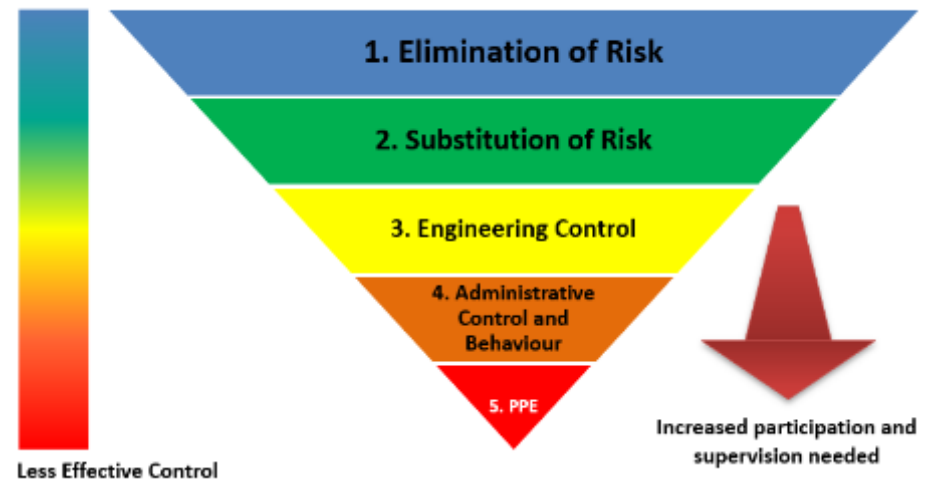 1. Elimination of Risk
2. Substitution of Risk
3. Engineering Control
4. Administrative
Control and
Behaviour
5. PPE
Increased participation and
supervision needed
Less Effective Control